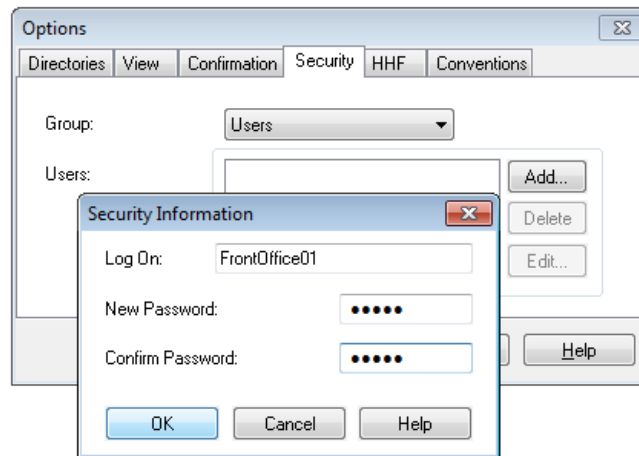 Options
Directories View Confirmation Security HHF Conventions
Group: Users
Users:
Add...
Delete
Edit...
Help
Security Information
Log On: FrontOffice01
New Password: •••••
Confirm Password: •••••
OK Cancel Help